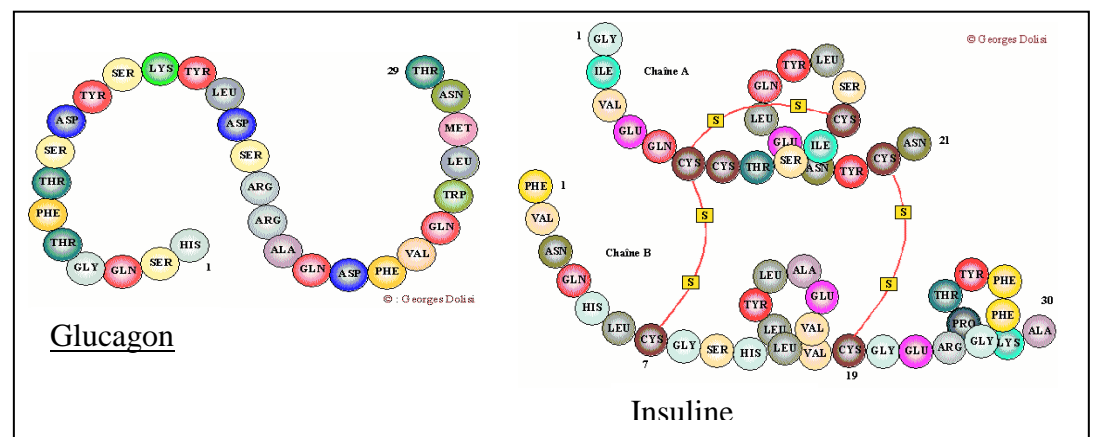 1 HIS SER GLN GLY THR PHE THR SER ASP TYR SER LYS TYR LEU ASP SER ARG ARG ALA GLN ASP PHE VAL GLN TRP LEU MET ASN THR 29
© : Georges Dolisi
Glucagon
© Georges Dolisi
Chaîne A
1 GLY ILE VAL GLU GLN CYS CYS THR SER ILE CYS SER LEU TYR GLN LEU GLU ASN TYR CYS ASN 21
S S
S S
S S
Chaîne B
1 PHE VAL ASN GLN HIS LEU CYS GLY SER HIS LEU VAL GLU ALA LEU TYR LEU VAL CYS GLY GLU ARG GLY PHE PHE TYR THR PRO LYS ALA 30
7
19
Insuline